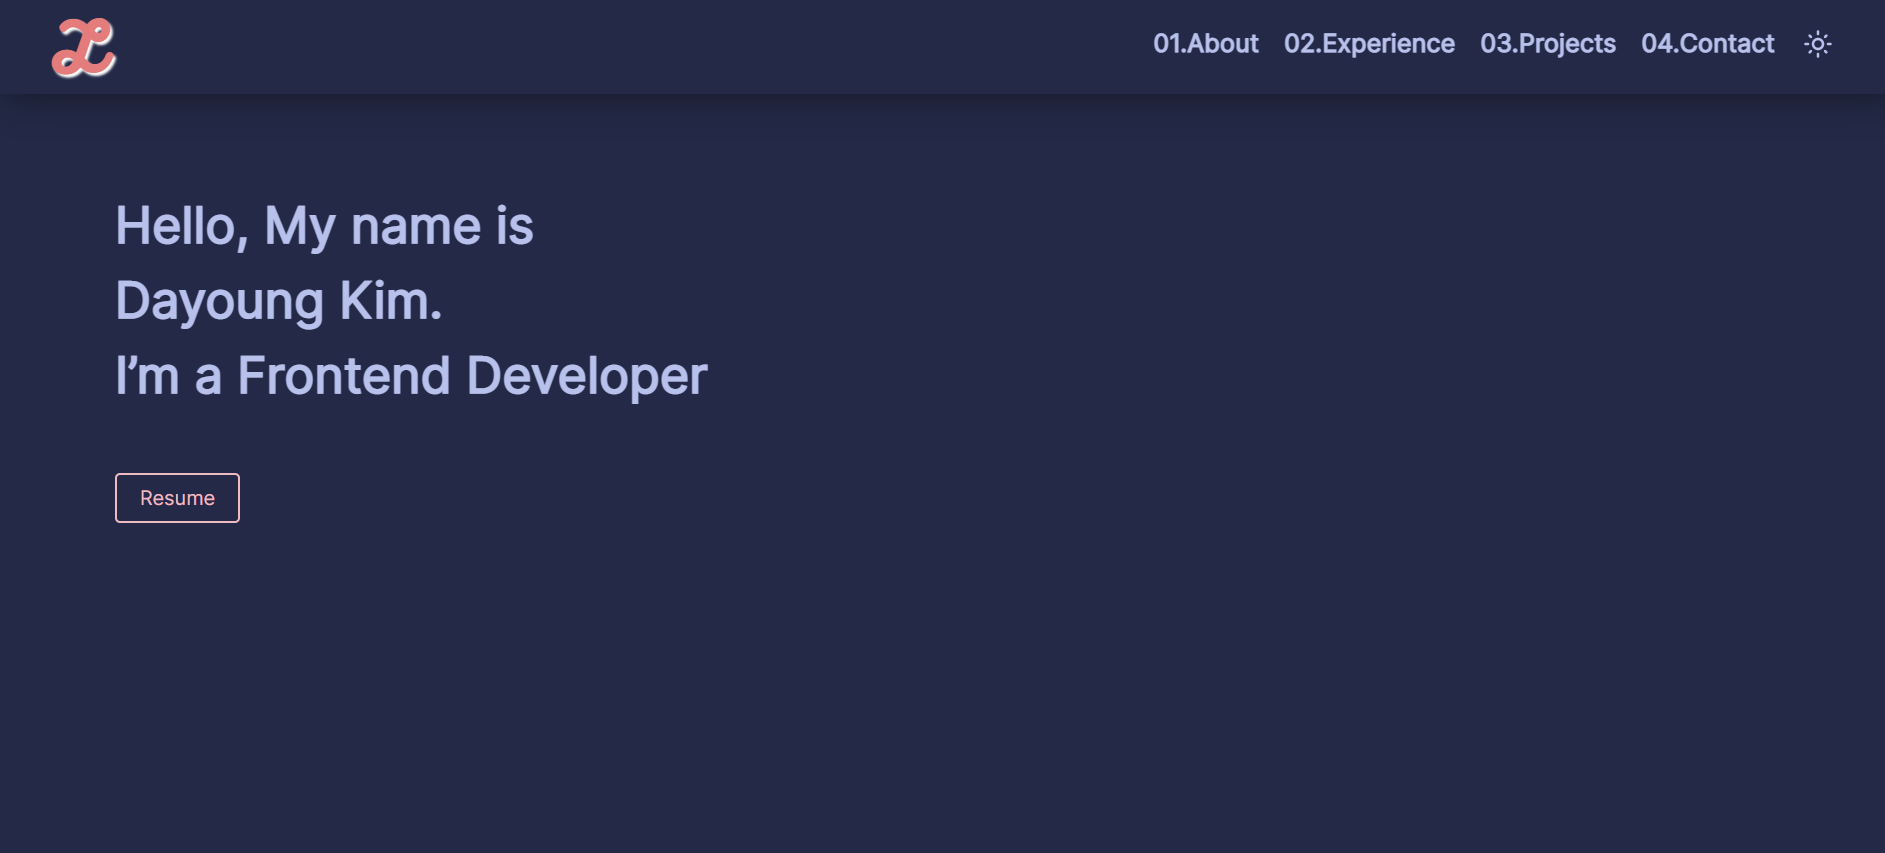 L
01.About 02.Experience 03.Projects 04.Contact
Hello, My name is
Dayoung Kim.
I’m a Frontend Developer
Resume